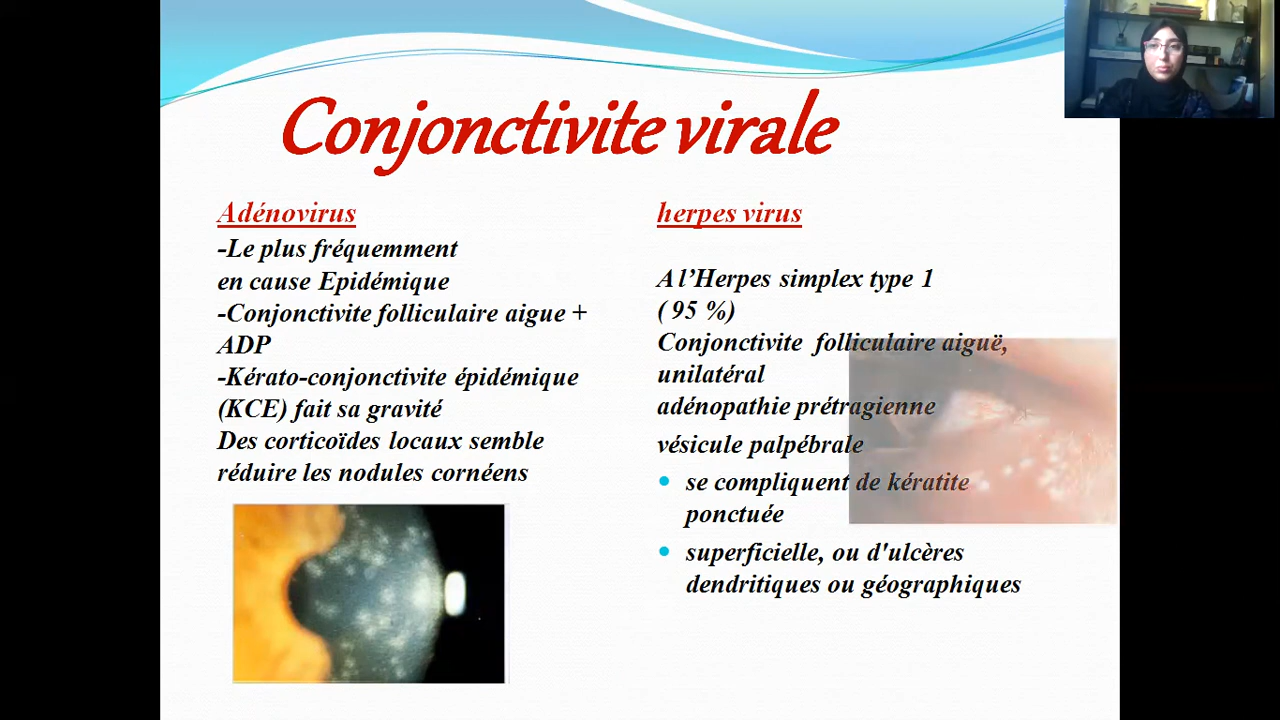 Conjonctivite virale
Adénovirus
-Le plus fréquemment
en cause Epidémique
-Conjonctivite folliculaire aigue +
ADP
-Kérato-conjonctivite épidémique
(KCE) fait sa gravité
Des corticoïdes locaux semble
réduire les nodules cornéens
herpes virus
A l’Herpes simplex type 1
( 95 %)
Conjonctivite folliculaire aiguë,
unilatéral
adénopathie prétragienne
vésicule palpébrale
se compliquent de kératite
ponctuée
superficielle, ou d'ulcères
dendritiques ou géographiques